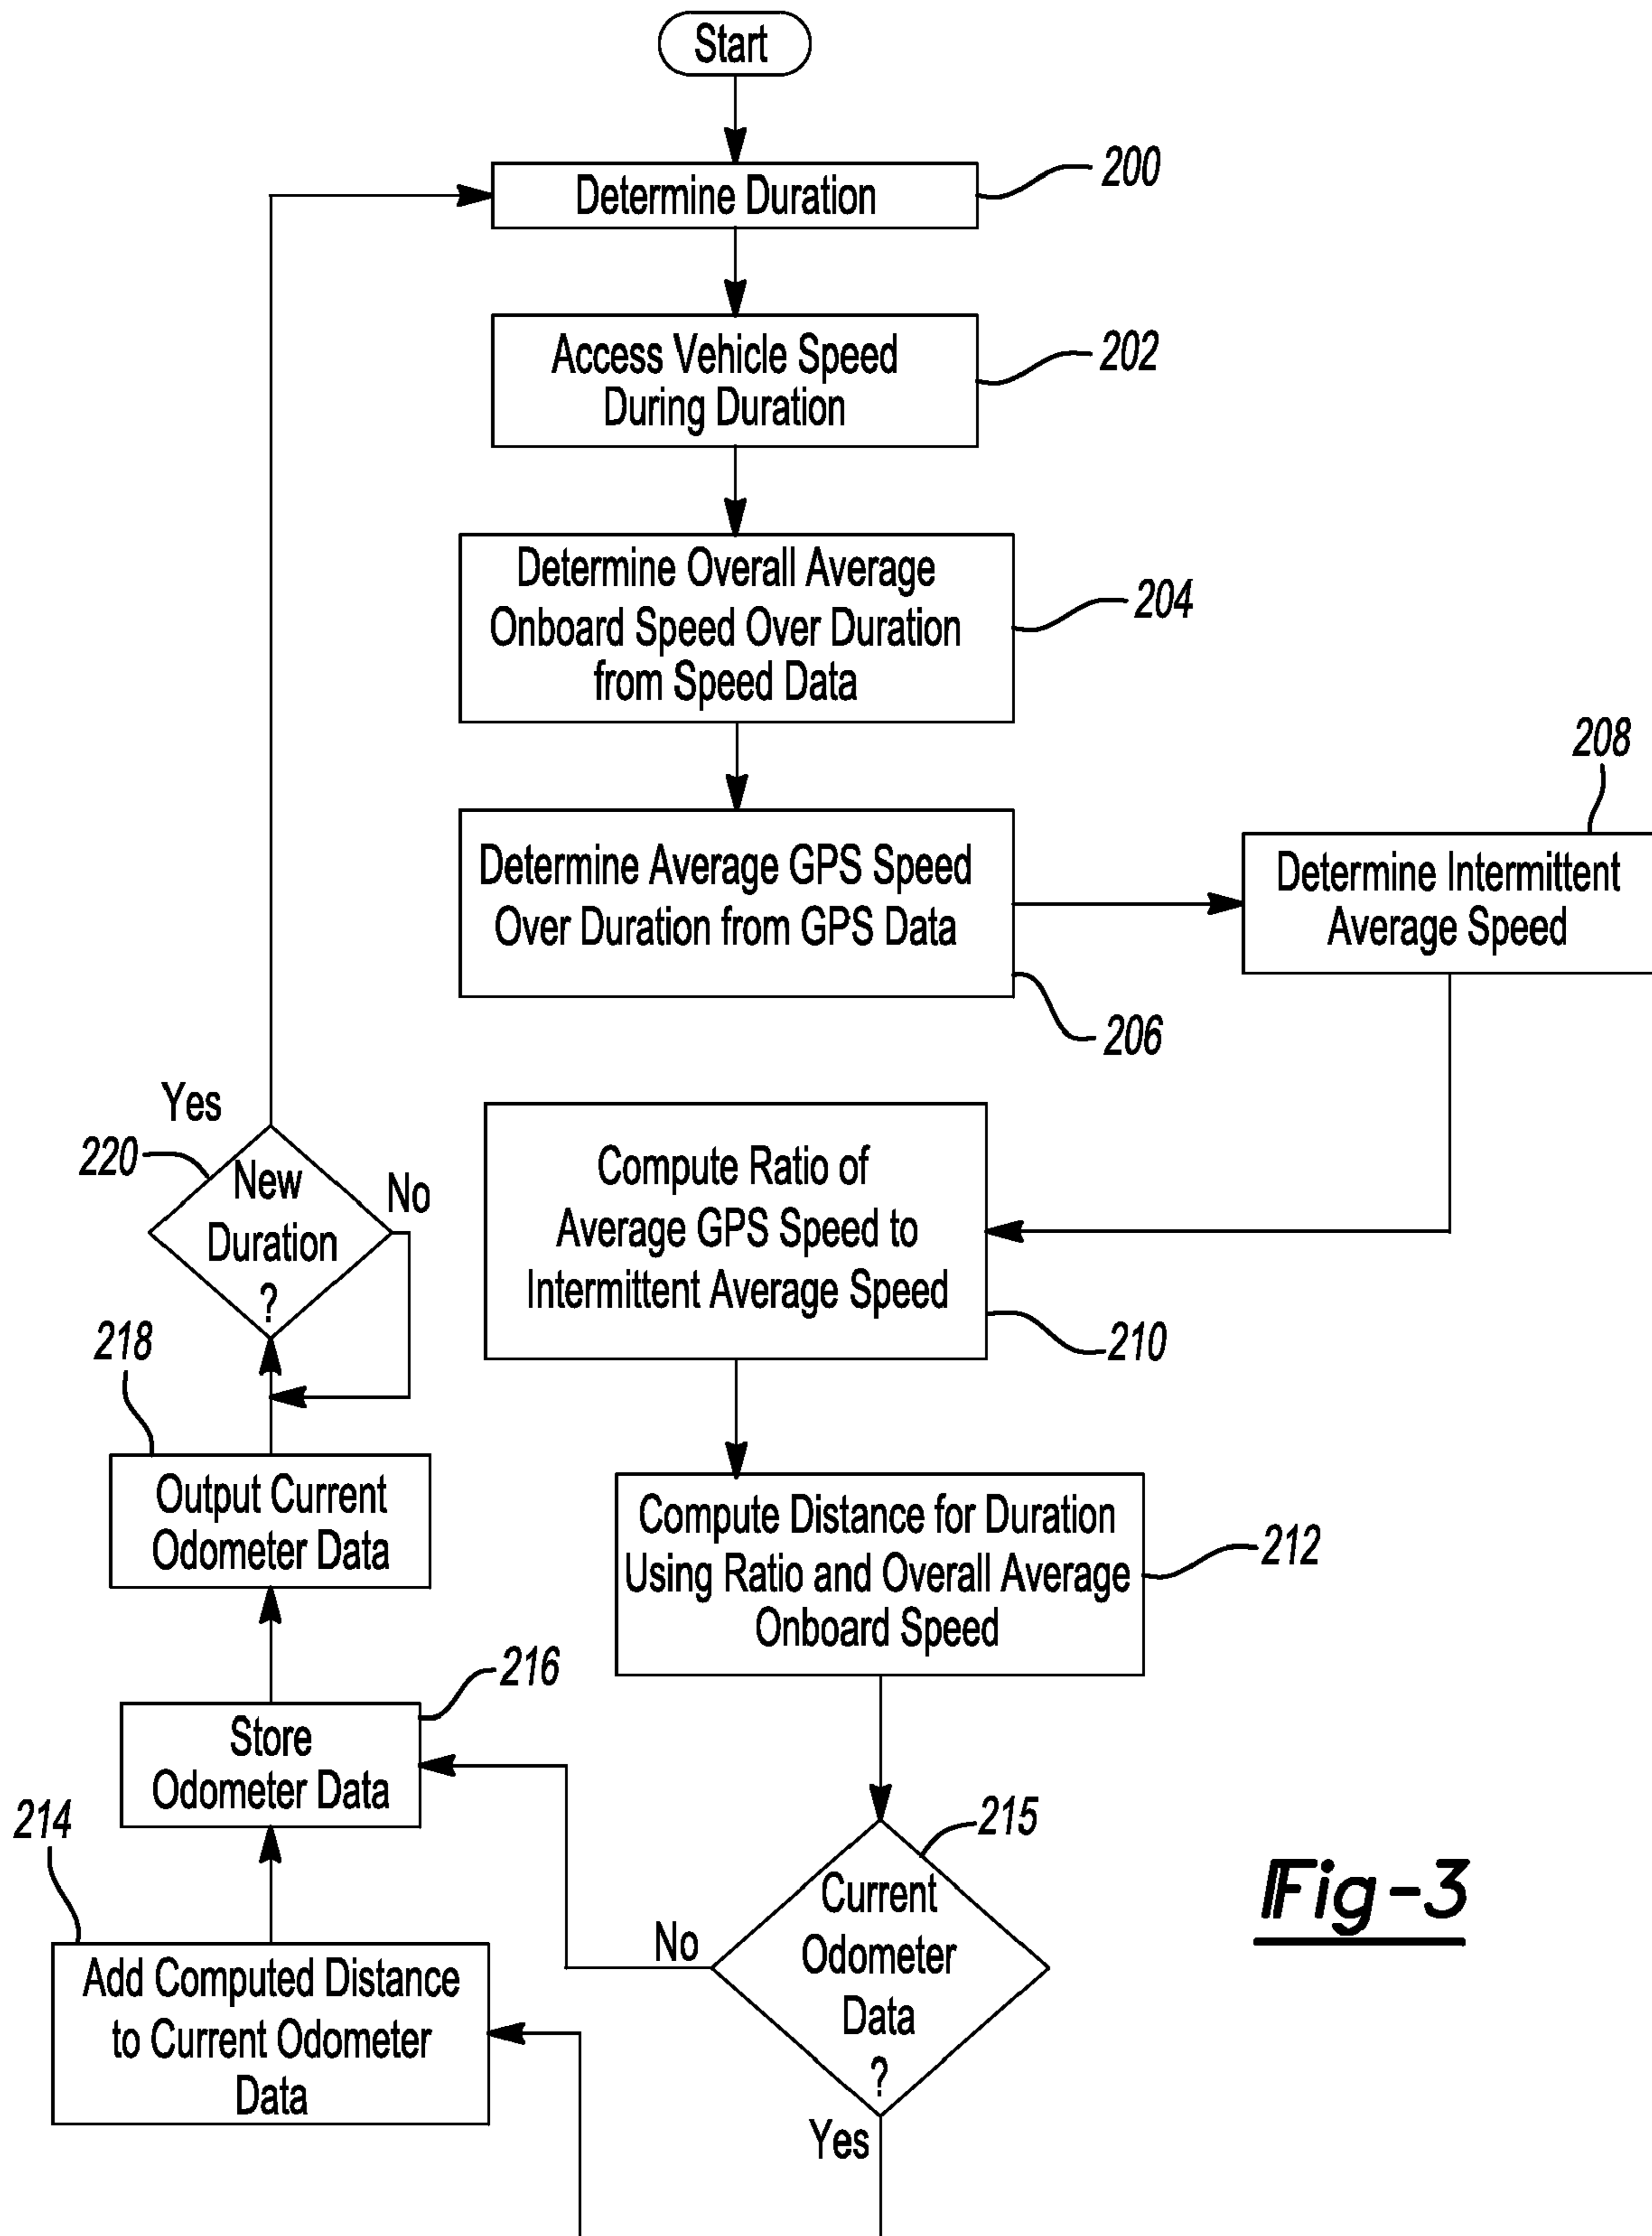 Start
Determine Duration
200
Access Vehicle Speed
During Duration
202
Determine Overall Average
Onboard Speed Over Duration
from Speed Data
204
Determine Average GPS Speed
Over Duration from GPS Data
206
208
Determine Intermittent
Average Speed
Compute Ratio of
Average GPS Speed to
Intermittent Average Speed
210
Compute Distance for Duration
Using Ratio and Overall Average
Onboard Speed
212
215
Current
Odometer
Data
?
No
Yes
214
Add Computed Distance
to Current Odometer
Data
216
Store
Odometer Data
218
Output Current
Odometer Data
220
New
Duration
?
Yes
No
Fig-3